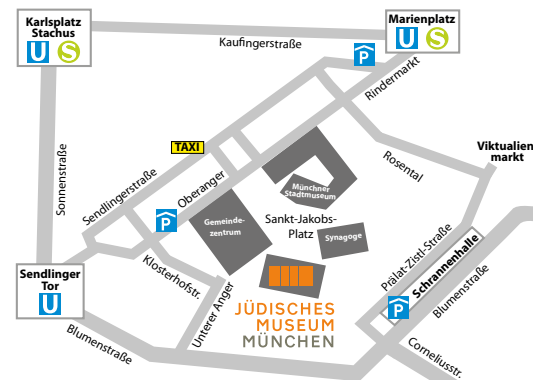 Karlsplatz
Stachus
U S
Kaufingerstraße
Marienplatz
U S
P
Rindermarkt
TAXI
Sendlingerstraße
Oberanger
Sonnenstraße
Rosental
Viktualien
markt
Münchner
Stadtmuseum
P
Gemeinde-
zentrum
Sankt-Jakobs-
Platz
Synagoge
Klosterhofstr.
Unterer Anger
Prälat-Zistl-Straße
Schrannenhalle
Blumenstraße
P
Sendlinger
Tor
U
Blumenstraße
JÜDISCHES
MUSEUM
MÜNCHEN
Corneliusstr.